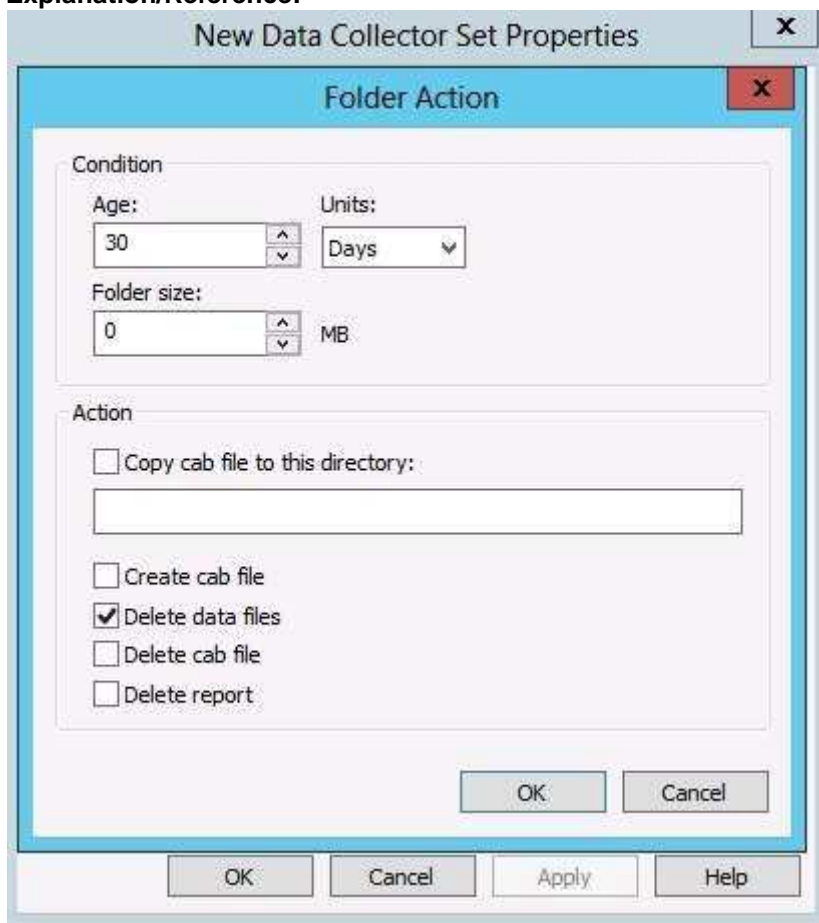 Explanation/Reference:
New Data Collector Set Properties
x
Folder Action
x
Condition
Age:
Units:
30
Days
Folder size:
0
MB
Action
Copy cab file to this directory:
Create cab file
Delete data files
Delete cab file
Delete report
OK
Cancel
OK
Cancel
Apply
Help